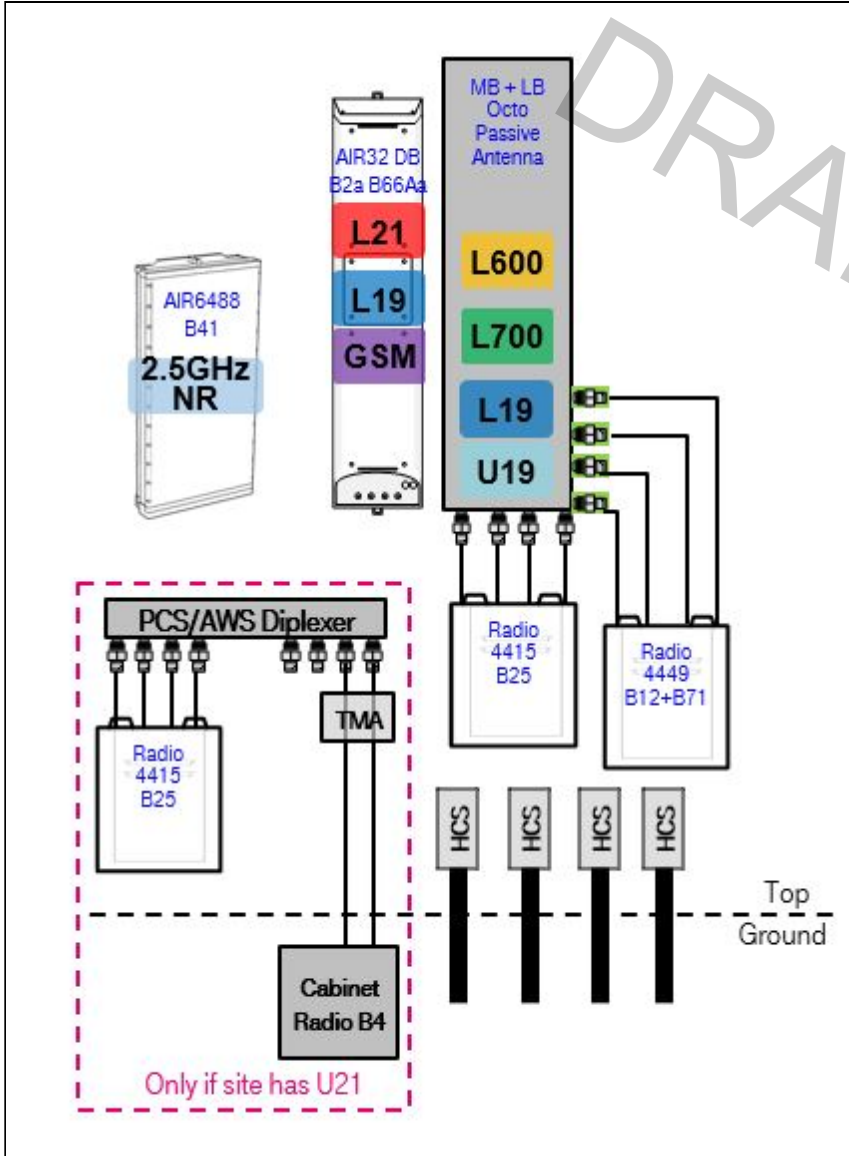 MB + LB
Octo
Passive
Antenna
AIR32 DB
B2a B66Aa
L21
L19
GSM
L600
L700
L19
U19
AIR6488
B41
2.5GHz
NR
PCS/AWS Diplexer
TMA
Radio
4415
B25
Radio
4415
B25
Radio
4449
B12+B71
HCS
HCS
HCS
HCS
Top
Ground
Cabinet
Radio B4
Only if site has U21